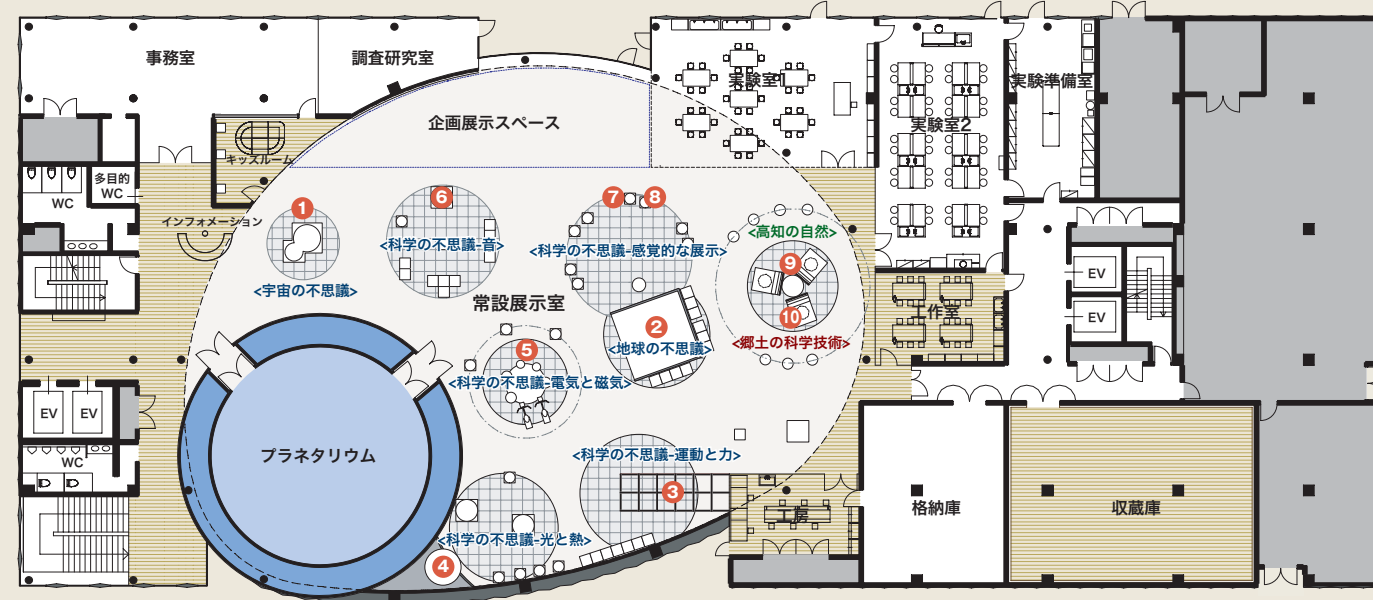 事務室
調査研究室
実験室1
実験準備室
企画展示スペース
実験室2
キッズルーム
多目的
WC
WC
インフォメーション
1
6
7
8
<科学の不思議-音>
<科学の不思議-感覚的な展示>
<高知の自然>
9
EV
<宇宙の不思議>
常設展示室
10
工作室
EV
2
<地球の不思議>
<郷土の科学技術>
5
<科学の不思議-電気と磁気>
EV
EV
プラネタリウム
<科学の不思議-運動と力>
WC
3
工房
格納庫
収蔵庫
<科学の不思議-光と熱>
4